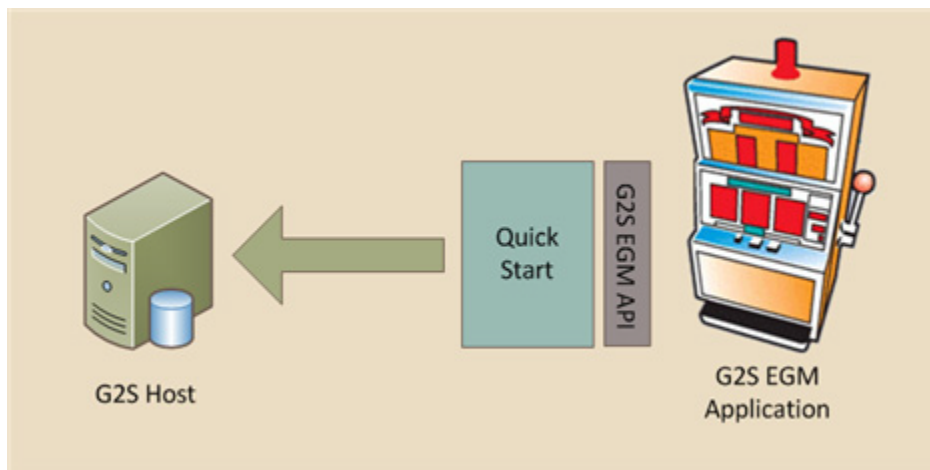 G2S Host
Quick
Start
G2S EGM API
G2S EGM
Application